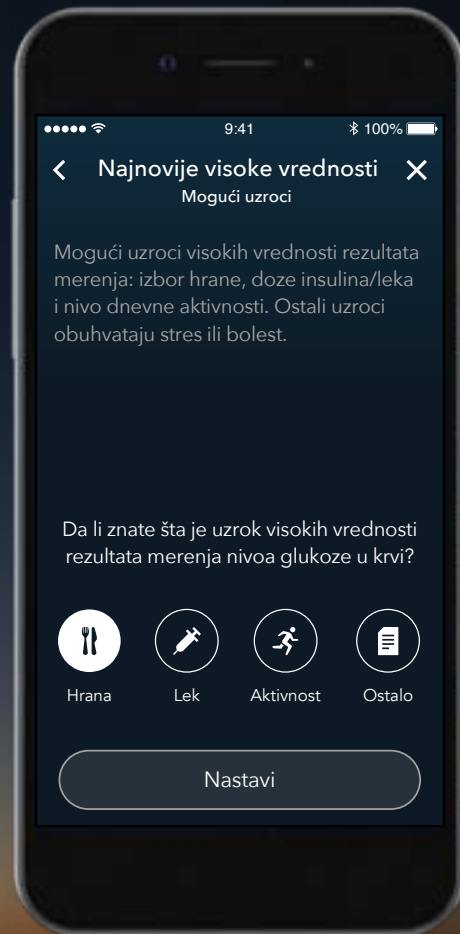 9:41
100%
Najnovije visoke vrednosti
Mogući uzroci
Mogući uzroci visokih vrednosti rezultata
merenja: izbor hrane, doze insulina/leka
i nivo dnevne aktivnosti. Ostali uzroci
obuhvataju stres ili bolest.
Da li znate šta je uzrok visokih vrednosti
rezultata merenja nivoa glukoze u krvi?
Hrana
Lek
Aktivnost
Ostalo
Nastavi